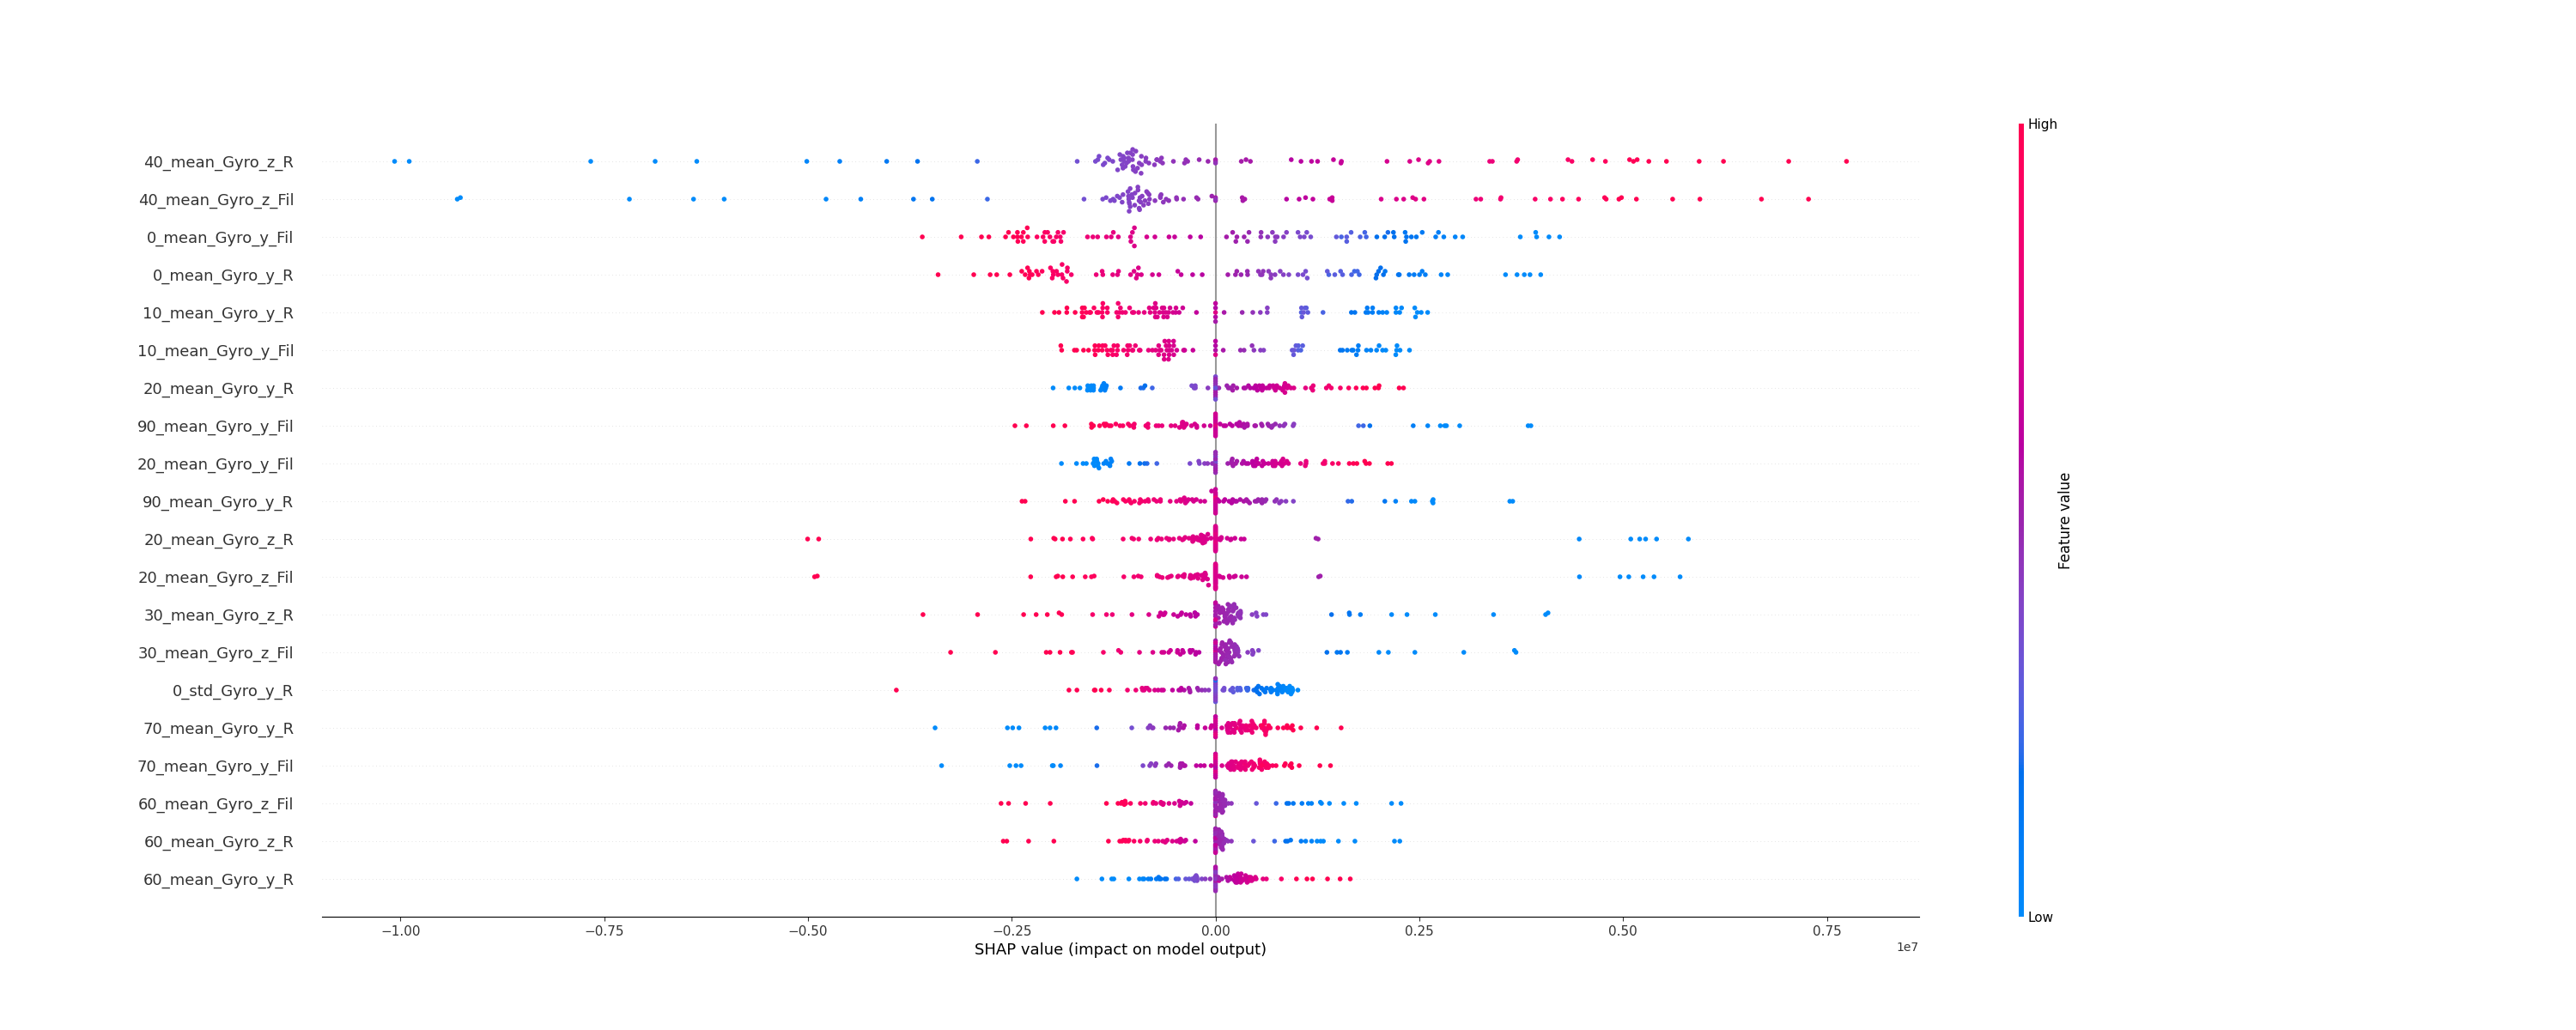 High
40_mean_Gyro_z_R
40_mean_Gyro_z_Fil
0_mean_Gyro_y_Fil
0_mean_Gyro_y_R
10_mean_Gyro_y_R
10_mean_Gyro_y_Fil
20_mean_Gyro_y_R
90_mean_Gyro_y_Fil
20_mean_Gyro_y_Fil
90_mean_Gyro_y_R
20_mean_Gyro_z_R
20_mean_Gyro_z_Fil
30_mean_Gyro_z_R
30_mean_Gyro_z_Fil
0_std_Gyro_y_R
70_mean_Gyro_y_R
70_mean_Gyro_y_Fil
60_mean_Gyro_z_Fil
60_mean_Gyro_z_R
60_mean_Gyro_y_R
Feature value
Low
−1.00 −0.75 −0.50 −0.25 0.00 0.25 0.50 0.75
1e7
SHAP value (impact on model output)